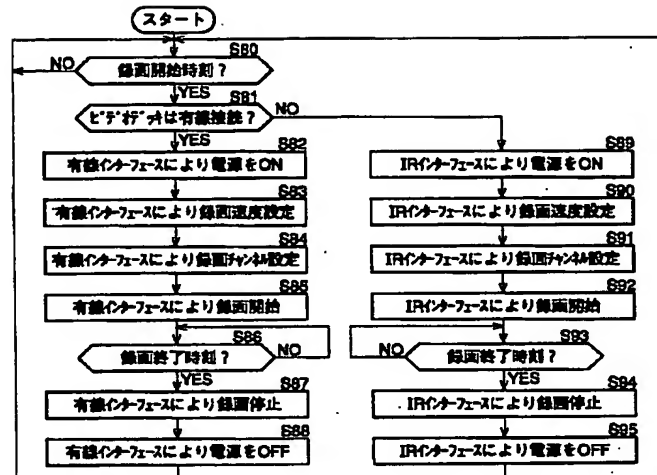 スタート
S80
録画開始時刻?
NO
YES
S81
ビデオデッキは有線接続?
NO
YES
S82
有線インターフェースにより電源をON
S83
有線インターフェースにより録画速度設定
S84
有線インターフェースにより録画チャンネル設定
S85
有線インターフェースにより録画開始
S86
録画終了時刻?
NO
YES
S87
有線インターフェースにより録画停止
S88
有線インターフェースにより電源をOFF
S89
IRインターフェースにより電源をON
S90
IRインターフェースにより録画速度設定
S91
IRインターフェースにより録画チャンネル設定
S92
IRインターフェースにより録画開始
S93
録画終了時刻?
NO
YES
S94
IRインターフェースにより録画停止
S95
IRインターフェースにより電源をOFF